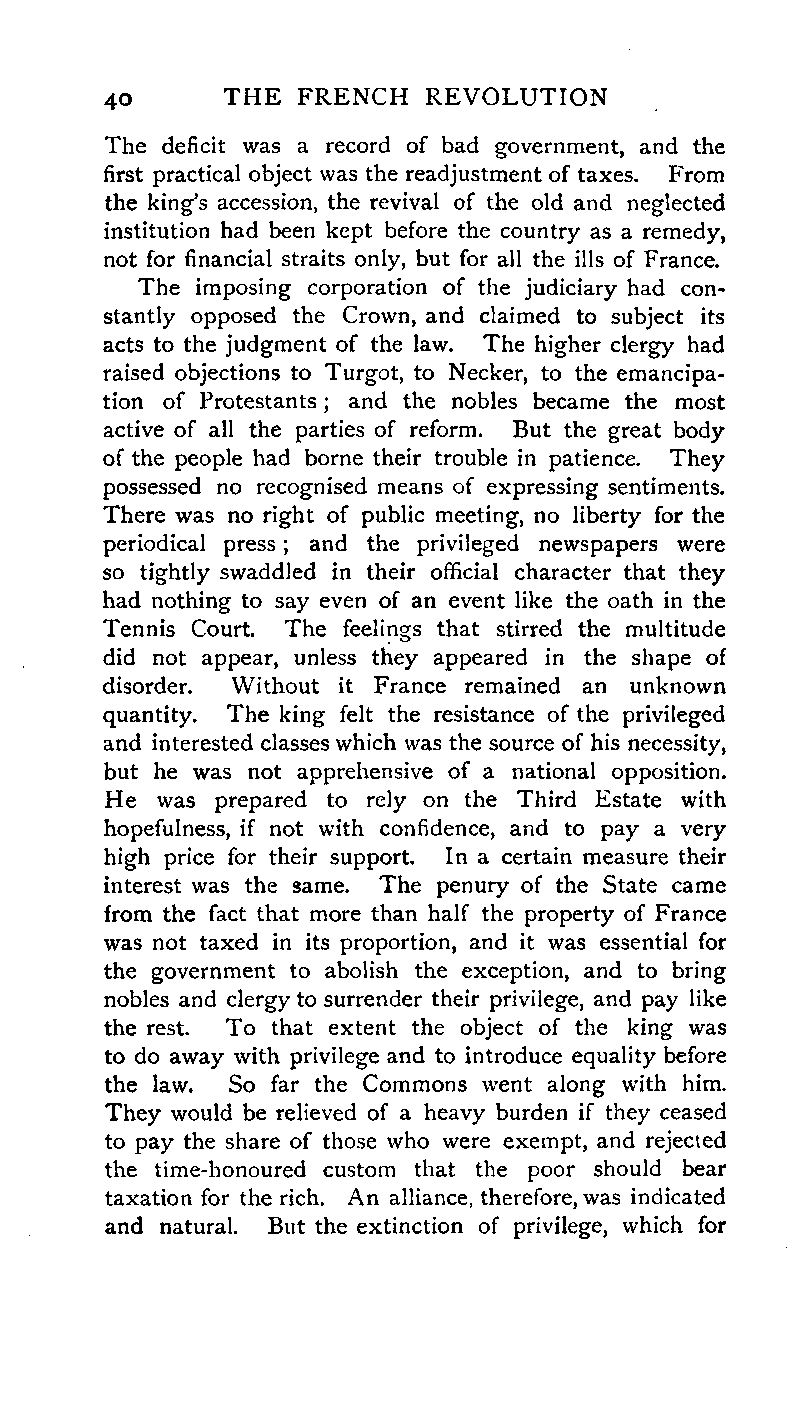 40 THE FRENCH REVOLUTION
The deficit was a record of bad government, and the
first practical object was the readjustment of taxes. From
the king's accession, the revival of the old and neglected
institution had been kept before the country as a remedy,
not for financial straits only, but for all the ills of France.
The imposing corporation of the judiciary had con-
stantly opposed the Crown, and claimed to subject its
acts to the judgment of the law. The higher clergy had
raised objections to Turgot, to Necker, to the emancipa-
tion of Protestants; and the nobles became the most
active of all the parties of reform. But the great body
of the people had borne their trouble in patience. They
possessed no recognised means of expressing sentiments.
There was no right of public meeting, no liberty for the
periodical press; and the privileged newspapers were
so tightly swaddled in their official character that they
had nothing to say even of an event like the oath in the
Tennis Court. The feelings that stirred the multitude
did not appear, unless they appeared in the shape of
disorder. Without it France remained an unknown
quantity. The king felt the resistance of the privileged
and interested classes which was the source of his necessity,
but he was not apprehensive of a national opposition.
He was prepared to rely on the Third Estate with
hopefulness, if not with confidence, and to pay a very
high price for their support. In a certain measure their
interest was the same. The penury of the State came
from the fact that more than half the property of France
was not taxed in its proportion, and it was essential for
the government to abolish the exception, and to bring
nobles and clergy to surrender their privilege, and pay like
the rest. To that extent the object of the king was
to do away with privilege and to introduce equality before
the law. So far the Commons went along with him.
They would be relieved of a heavy burden if they ceased
to pay the share of those who were exempt, and rejected
the time-honoured custom that the poor should bear
taxation for the rich. An alliance, therefore, was indicated
and natural. But the extinction of privilege, which for